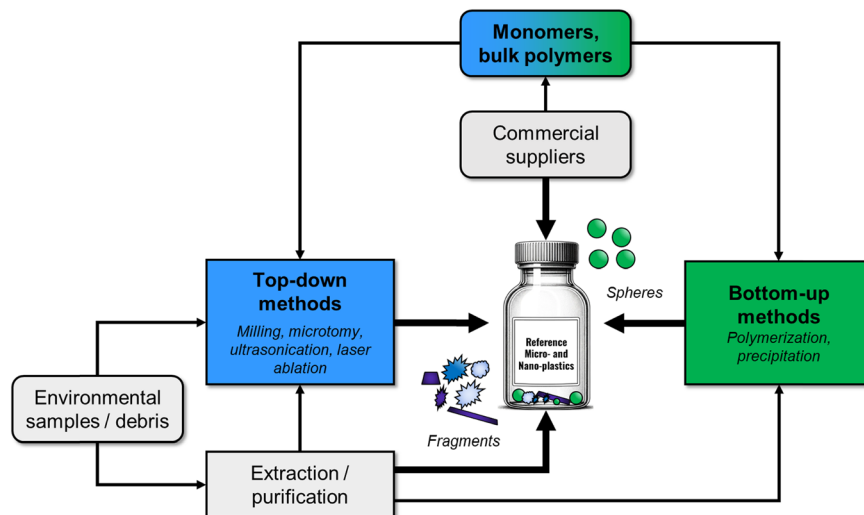 Monomers,
bulk polymers
Commercial
suppliers
Top-down
methods
Milling, microtomy,
ultrasonication, laser
ablation
Spheres
Bottom-up
methods
Polymerization,
precipitation
Reference
Micro- and
Nano-plastics
Environmental
samples / debris
Fragments
Extraction /
purification